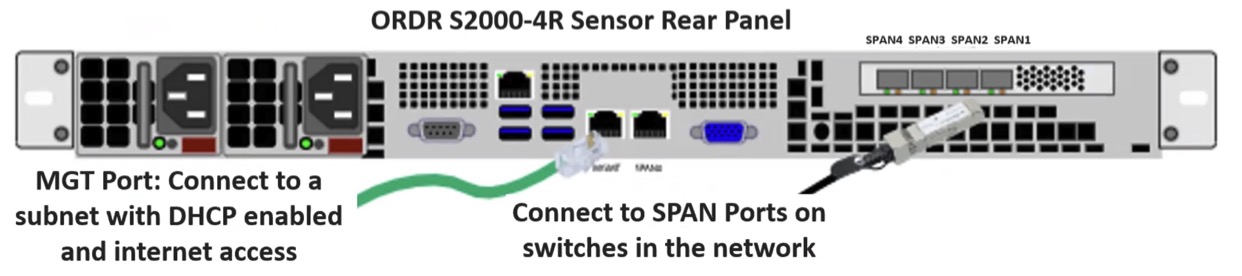 ORDR S2000-4R Sensor Rear Panel
SPAN4 SPAN3 SPAN2 SPAN1
MGMT
MGT Port: Connect to a
subnet with DHCP enabled
and internet access
Connect to SPAN Ports on
switches in the network